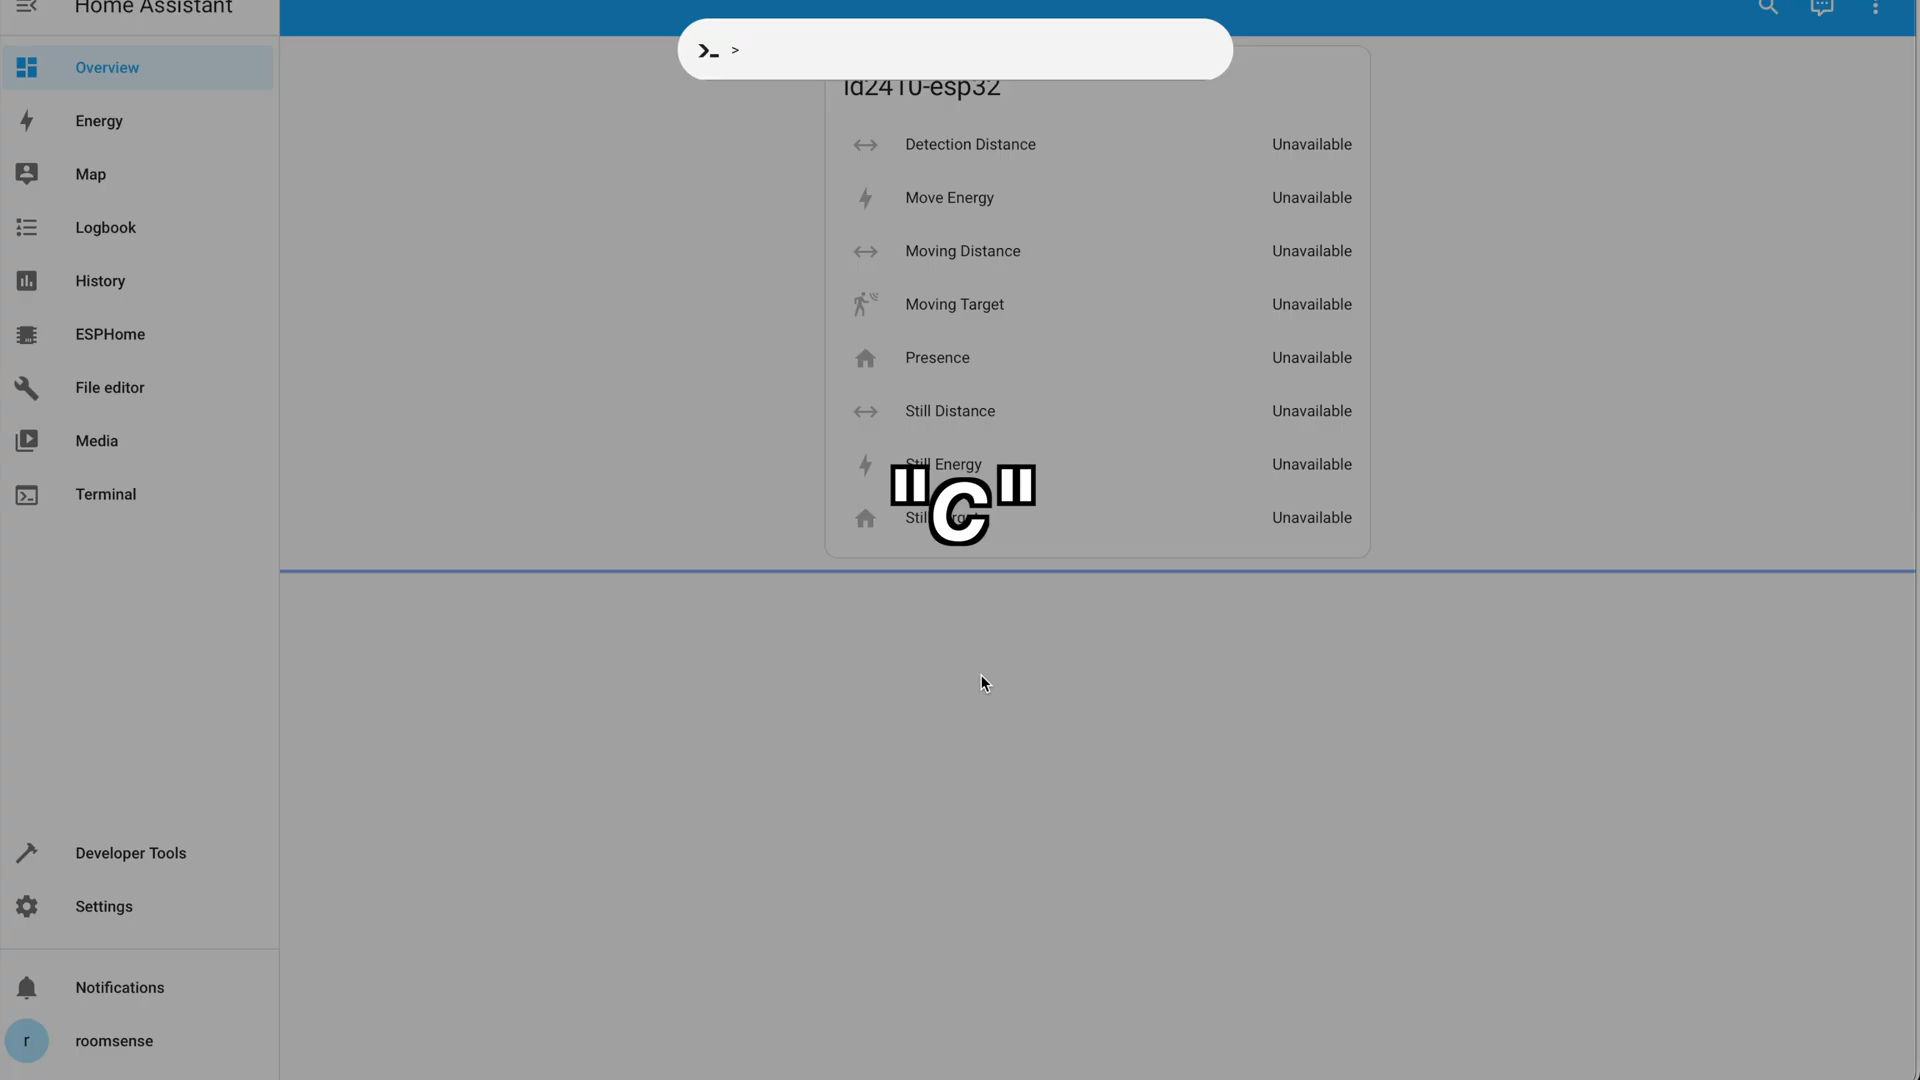 Home Assistant
Overview
Energy
Map
Logbook
History
ESPHome
File editor
Media
Terminal
Developer Tools
Settings
Notifications
r roomsense
>
ld2410-esp32
Detection Distance Unavailable
Move Energy Unavailable
Moving Distance Unavailable
Moving Target Unavailable
Presence Unavailable
Still Distance Unavailable
Still Energy Unavailable
"C"
Unavailable